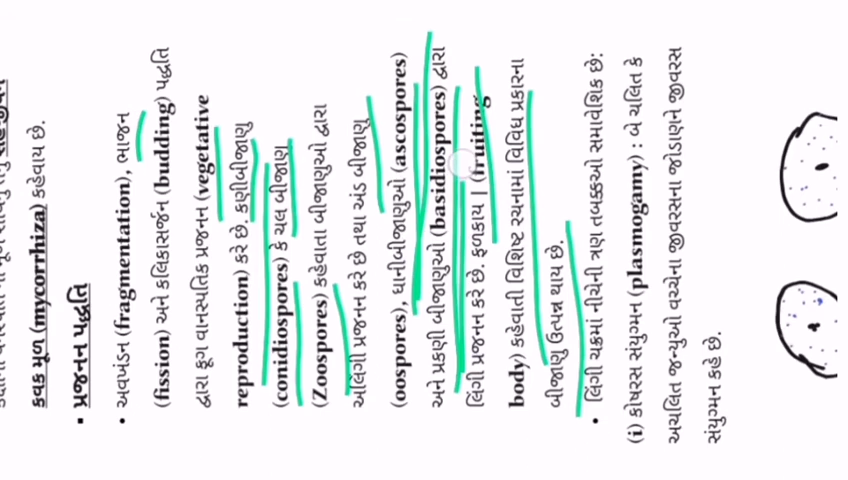 કવક મૂળ (mycorrhiza) કહેવાય છે.
▪ પ્રજનન પદ્ધતિ
• અવખંડન (fragmentation), ભાજન
(fission) અને કલિકાસર્જન (budding) પદ્ધતિ
દ્વારા ફૂગ વાનસ્પતિક પ્રજનન (vegetative
reproduction) કરે છે. કણીબીજાણુ
(conidiospores) કે ચલ બીજાણુ
(Zoospores) કહેવાતા બીજાણુઓ દ્વારા
અલિંગી પ્રજનન કરે છે તથા અંડ બીજાણુ
(oospores), ધાનીબીજાણુઓ (ascospores)
અને પ્રકણી બીજાણુઓ (basidiospores) દ્વારા
લિંગી પ્રજનન કરે છે. ફળકાય | (fruiting
body) કહેવાતી વિશિષ્ટ રચનામાં વિવિધ પ્રકારના
બીજાણુ ઉત્પન્ન થાય છે.
• લિંગી ચક્રમાં નીચેની ત્રણ તબક્કઓ સમાવેશિક છે:
(i) કોષરસ સંયુગ્મન (plasmogamy) : બે ચલિત કે
અચલિત જન્યુઓ વચ્ચેના જીવરસના જોડાણને જીવરસ
સંયુગ્મન કહે છે.